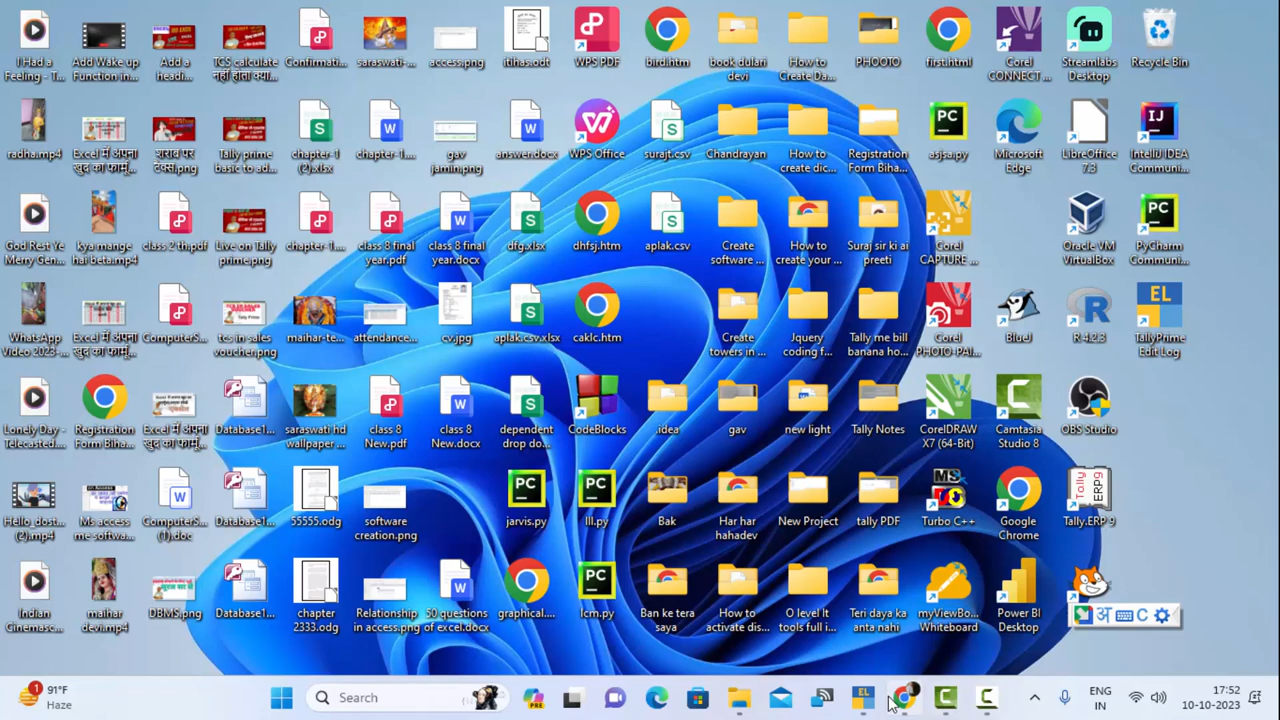 I Had a
Feeling - T...
Add Wake up
Function in...
Add a
headi...
TCS calculate
नहीं होता क्या...
Confirmati...
saraswati-...
access.png
itihas.odt
WPS PDF
bird.htm
book dulari
devi
How to
Create Da...
PHOOTO
first.html
Corel
CONNECT ...
Streamlabs
Desktop
Recycle Bin
radha.mp4
Excel में अपना
खुद का फार्मू...
शराब पर
टैक्स.png
Tally prime
basic to ad...
chapter-1
(2).xlsx
chapter-1....
gav
jamin.png
answer.docx
WPS Office
surajt.csv
Chandrayan
How to
create dic...
Registration
Form Biha...
asjsa.py
Microsoft
Edge
LibreOffice
7.3
IntelliJ IDEA
Communi...
God Rest Ye
Merry Gen...
kya mange
hai beta.mp4
class 2 th.pdf
Live on Tally
prime.png
chapter-1....
class 8 final
year.pdf
class 8 final
year.docx
dfg.xlsx
dhfsj.htm
aplak.csv
Create
software ...
How to
create your ...
Suraj sir ki ai
preeti
Corel
CAPTURE ...
Oracle VM
VirtualBox
PyCharm
Communi...
WhatsApp
Video 2023-...
Excel में अपना
खुद का फार्मू...
ComputerS...
tcs in sales
voucher.png
maihar-te...
attendance...
cv.jpg
aplak.csv.xlsx
caklc.htm
Create
towers in ...
Jquery
coding f...
Tally me bill
banana ho...
Corel
PHOTO-PAI...
BlueJ
R 4.2.3
TallyPrime
Edit Log
Lonely Day -
Telecasted....
Registration
Form Biha...
Excel में अपना
खुद का फार्मू...
Database1...
saraswati hd
wallpaper ...
class 8
New.pdf
class 8
New.docx
dependent
drop do...
CodeBlocks
.idea
gav
new light
Tally Notes
CorelDRAW
X7 (64-Bit)
Camtasia
Studio 8
OBS Studio
Hello_dost...
(2).mp4
Ms access
me softwa...
ComputerS...
(1).doc
Database1...
55555.odg
software
creation.png
jarvis.py
lll.py
Bak
Har har
hahadev
New Project
tally PDF
Turbo C++
Google
Chrome
Tally.ERP 9
Indian
Cinemasc...
maihar
devi.mp4
DBMS.png
Database1...
chapter
2333.odg
Relationship
in access.png
50 questions
of excel.docx
graphical....
lcm.py
Ban ke tera
saya
How to
activate dis...
O level It
tools full i...
Teri daya ka
anta nahi
myViewBo...
Whiteboard
Power BI
Desktop
अ C
1
91°F
Haze
Search
PRE
EL
ENG
IN
17:52
10-10-2023